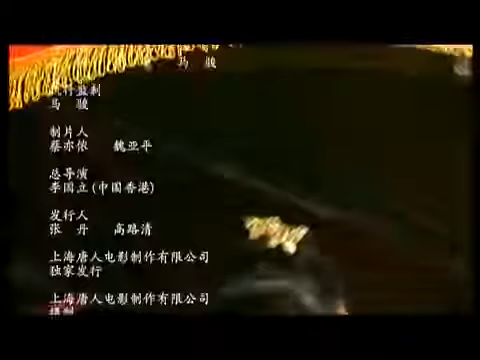 马 骏
马 骏
制片人
蔡亦侬 魏亚平
总导演
李国立(中国香港)
发行人
张 丹 高路清
上海唐人电影制作有限公司
独家发行
上海唐人电影制作有限公司